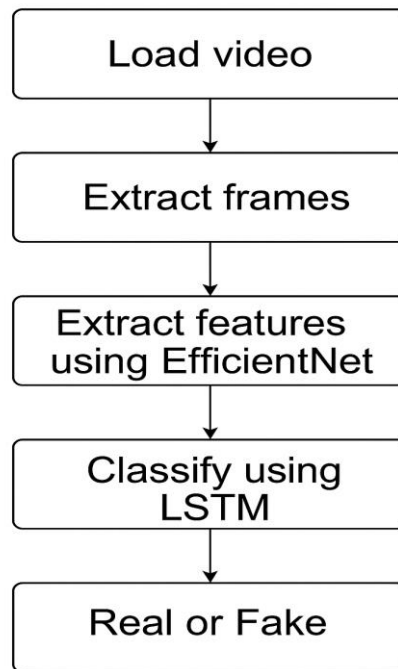 Load video
Extract frames
Extract features
using EfficientNet
Classify using
LSTM
Real or Fake